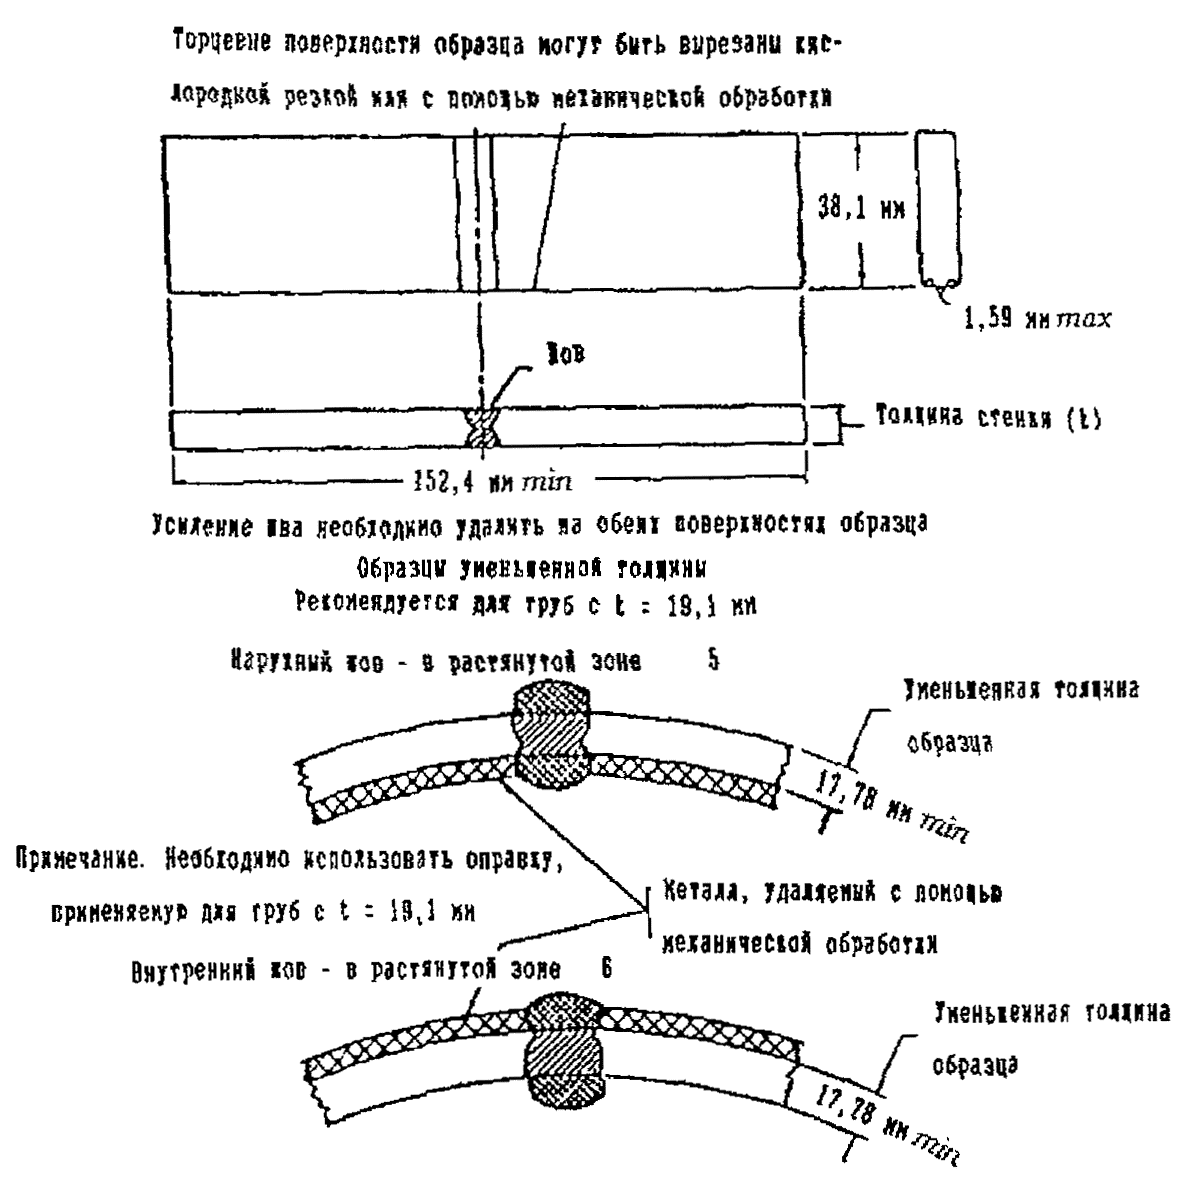 Торцевые поверхности образца могут быть вырезаны кис-
лородной резкой или с помощью механической обработки
38,1 мм
1,59 мм max
Шов
Толщина стенки (t)
152,4 мм min
Усиление шва необходимо удалить на обеих поверхностях образца
Образцы уменьшенной толщины
Рекомендуется для труб с t = 19,1 мм
Наружный шов - в растянутой зоне 5
Уменьшенная толщина
образца
17,78 мм min
Примечание. Необходимо использовать оправку,
применяемую для труб с t = 19,1 мм
Металл, удаляемый с помощью
механической обработки
Внутренний шов - в растянутой зоне 6
Уменьшенная толщина
образца
17,78 мм min